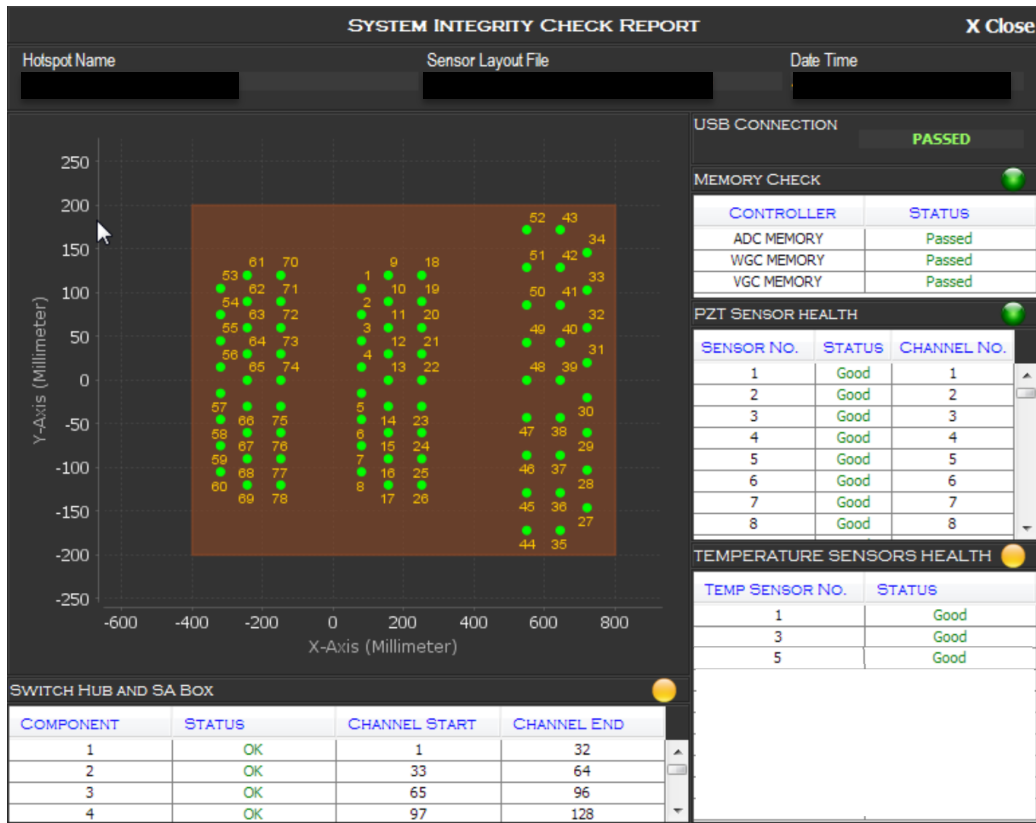 SYSTEM INTEGRITY CHECK REPORT
X Close
Hotspot Name
Sensor Layout File
Date Time
250
200
150
100
50
0
-50
-100
-150
-200
-250
Y-Axis (Millimeter)
-600 -400 -200 0 200 400 600 800
X-Axis (Millimeter)
52 43
34
61 70 9 18 51 42
53 1 33
62 71 10 19 50 41
54 2 32
63 72 11 20 49 40
55 3 31
64 73 12 21
56 4
65 74 13 22 48 39
57 5 30
66 75 14 23 47 38
58 6 29
67 76 15 24
59 7 46 37
68 77 16 25 28
60 8
69 78 17 26 45 36
27
44 35
USB CONNECTION
PASSED
MEMORY CHECK
CONTROLLER STATUS
ADC MEMORY Passed
WGC MEMORY Passed
VGC MEMORY Passed
PZT SENSOR HEALTH
SENSOR NO. STATUS CHANNEL NO.
1 Good 1
2 Good 2
3 Good 3
4 Good 4
5 Good 5
6 Good 6
7 Good 7
8 Good 8
TEMPERATURE SENSORS HEALTH
TEMP SENSOR NO. STATUS
1 Good
3 Good
5 Good
SWITCH HUB AND SA BOX
COMPONENT STATUS CHANNEL START CHANNEL END
1 OK 1 32
2 OK 33 64
3 OK 65 96
4 OK 97 128